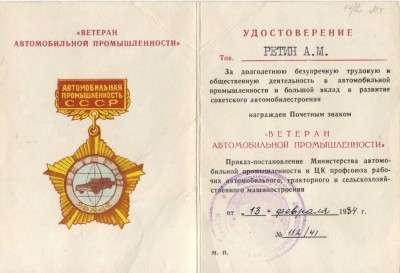 «ВЕТЕРАН
АВТОМОБИЛЬНОЙ ПРОМЫШЛЕННОСТИ»
АВТОМОБИЛЬНАЯ
ПРОМЫШЛЕННОСТЬ
СССР
УДОСТОВЕРЕНИЕ
Тов. РЕТИН А.М.
За долголетнюю безупречную трудовую и
общественную деятельность в автомобильной
промышленности и большой вклад в развитие
советского автомобилестроения
награжден Почетным знаком
«ВЕТЕРАН
АВТОМОБИЛЬНОЙ ПРОМЫШЛЕННОСТИ»
Приказ-постановление Министерства автомо-
бильной промышленности и ЦК профсоюза рабо-
чих автомобильного, тракторного и сельскохозяй-
ственного машиностроения
от «13» февраля 1984 г.
№ 112/41
М. П.